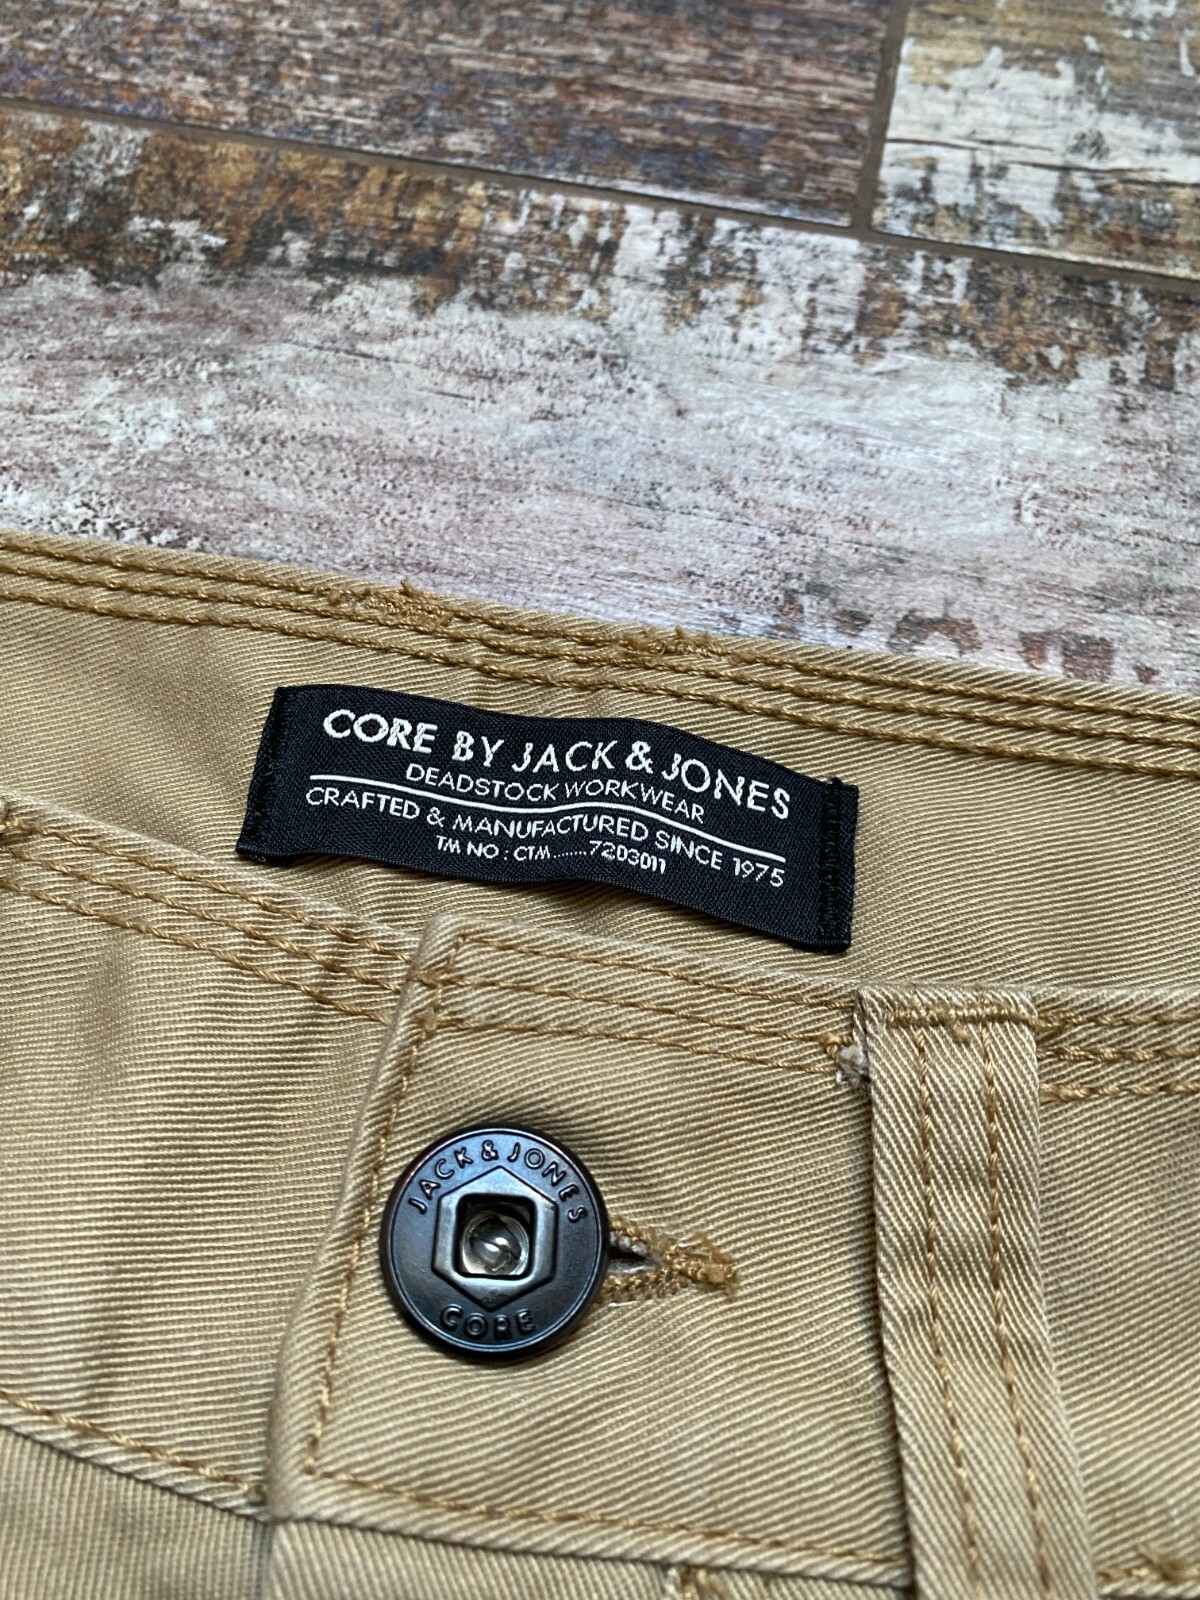 CORE BY JACK & JONES
DEADSTOCK WORKWEAR
CRAFTED & MANUFACTURED SINCE 1975
TM NO : CTM........7203011
JACK & JONES
CORE